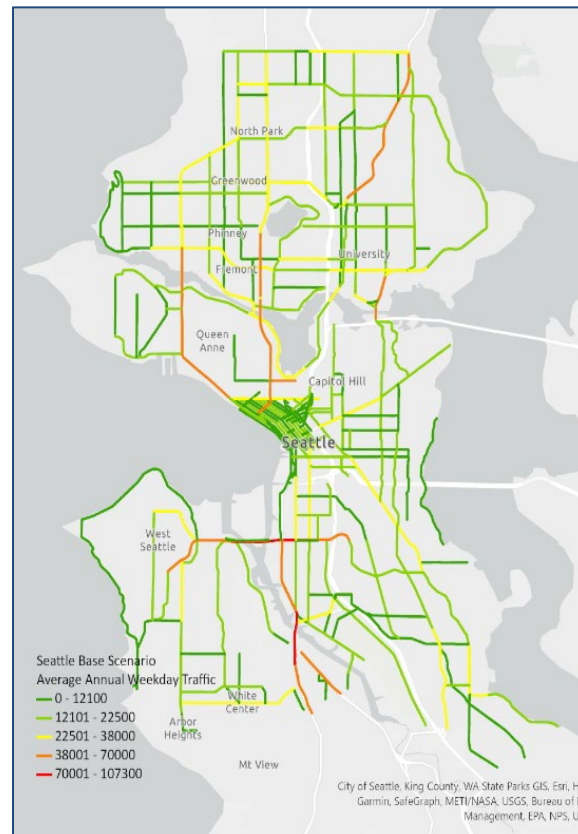 North Park
Greenwood
Phinney
University
Fremont
Queen
Anne
Capitol Hill
Seattle
West
Seattle
Seattle Base Scenario
Average Annual Weekday Traffic
0 - 12100
12101 - 22500
22501 - 38000
38001 - 70000
70001 - 107300
White
Center
Arbor
Heights
Mt View
City of Seattle, King County, WA State Parks GIS, Esri, H
Garmin, SafeGraph, METI/NASA, USGS, Bureau of
Management, EPA, NPS, U